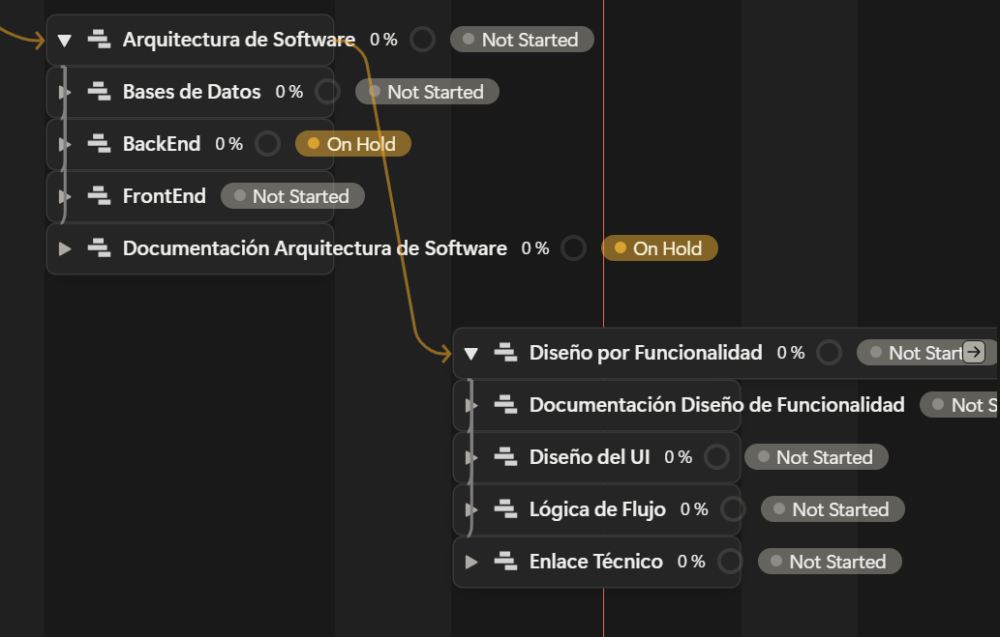 Arquitectura de Software 0 % Not Started
Bases de Datos 0 % Not Started
BackEnd 0 % On Hold
FrontEnd Not Started
Documentación Arquitectura de Software 0 % On Hold
Diseño por Funcionalidad 0 % Not Start
Documentación Diseño de Funcionalidad Not S
Diseño del UI 0 % Not Started
Lógica de Flujo 0 % Not Started
Enlace Técnico 0 % Not Started